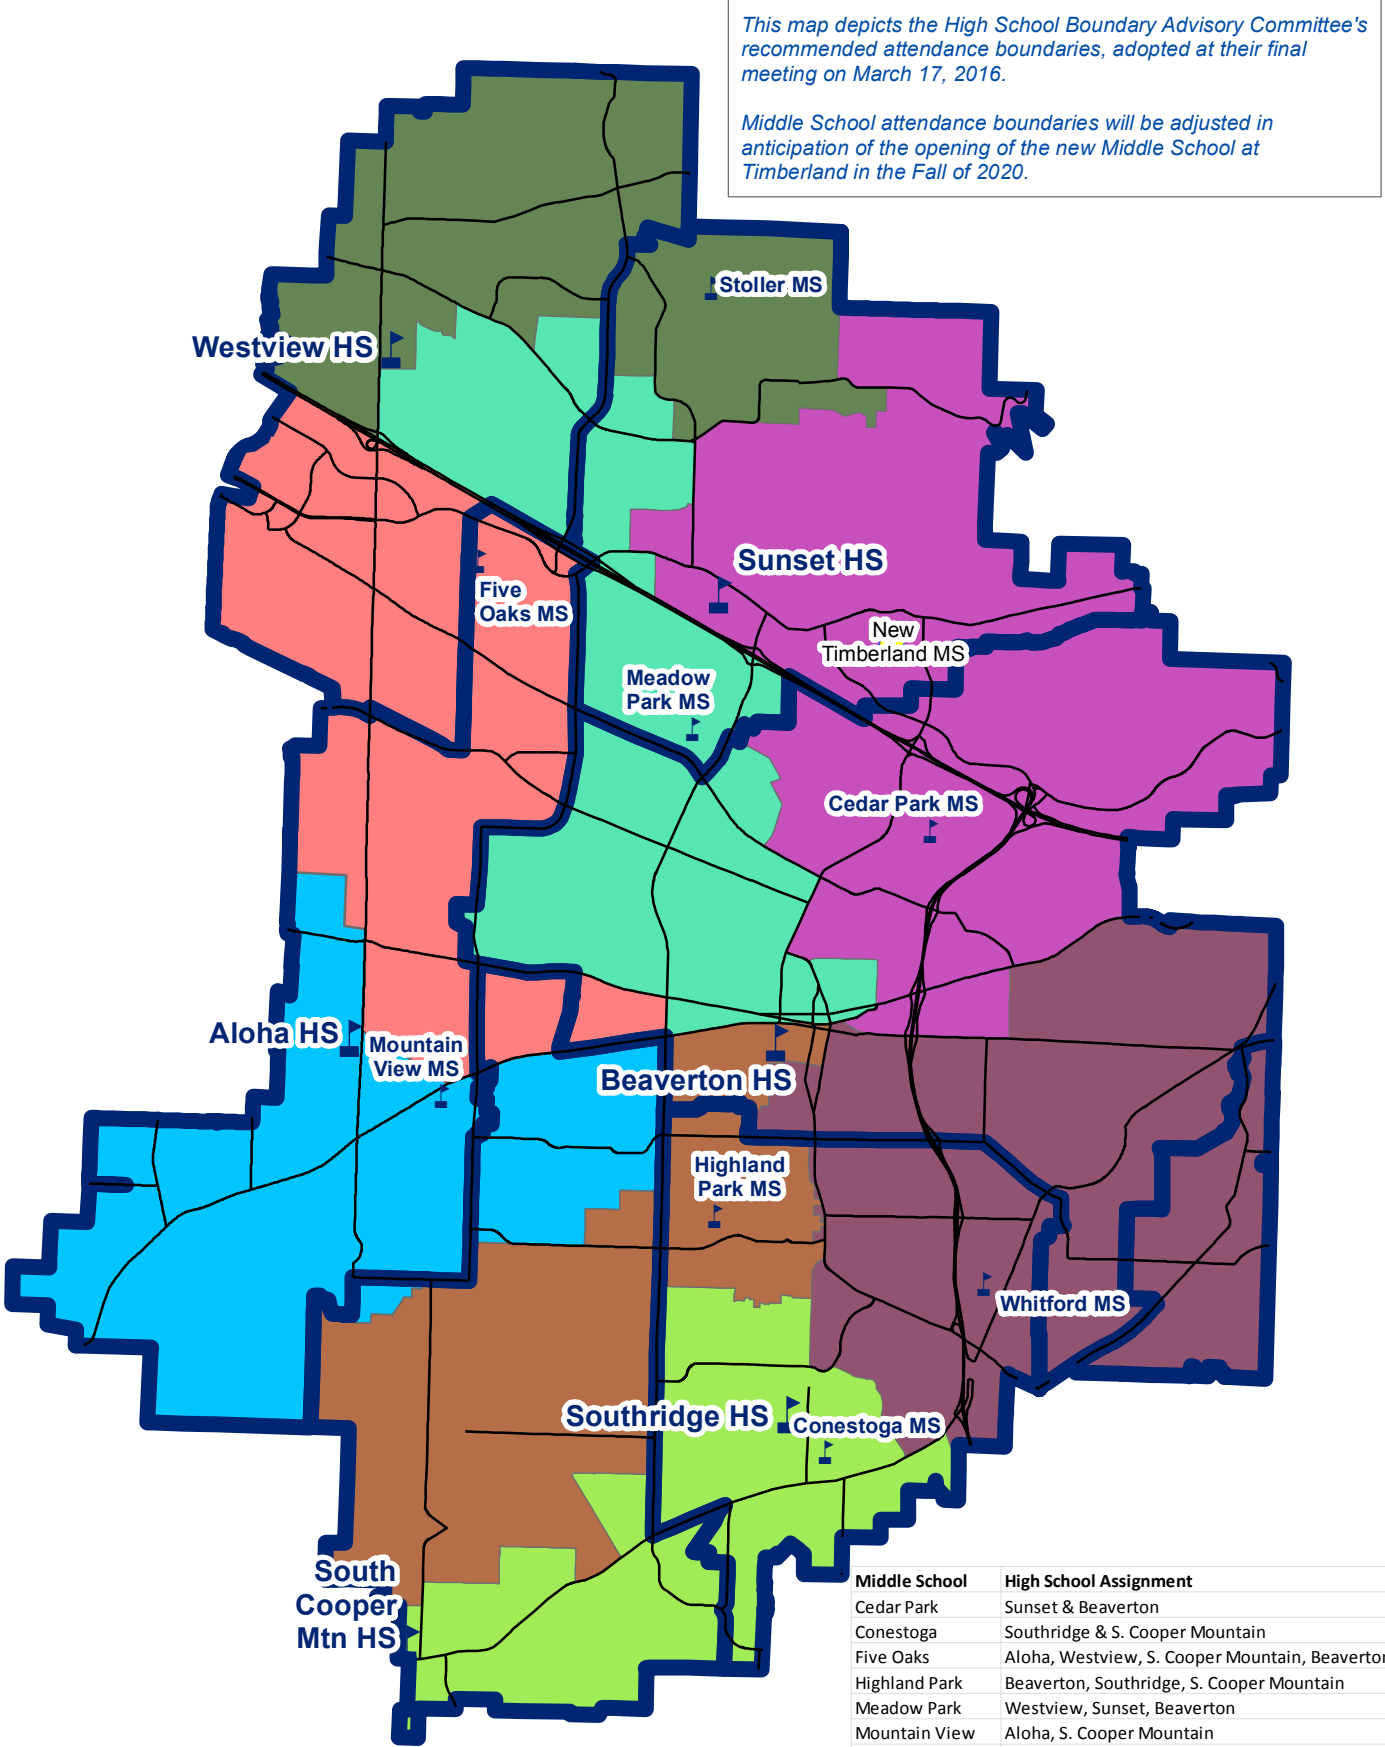 This map depicts the High School Boundary Advisory Committee's
recommended attendance boundaries, adopted at their final
meeting on March 17, 2016.
Middle School attendance boundaries will be adjusted in
anticipation of the opening of the new Middle School at
Timberland in the Fall of 2020.
Stoller MS
Westview HS
Sunset HS
Five
Oaks MS
New
Timberland MS
Meadow
Park MS
Cedar Park MS
Aloha HS
Mountain
View MS
Beaverton HS
Highland
Park MS
Whitford MS
Southridge HS
Conestoga MS
South
Cooper
Mtn HS
Middle School High School Assignment
Cedar Park Sunset & Beaverton
Conestoga Southridge & S. Cooper Mountain
Five Oaks Aloha, Westview, S. Cooper Mountain, Beaverton
Highland Park Beaverton, Southridge, S. Cooper Mountain
Meadow Park Westview, Sunset, Beaverton
Mountain View Aloha, S. Cooper Mountain